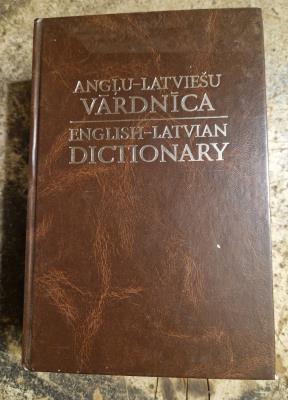 ANGĻU-LATVIEŠU
VĀRDNĪCA
ENGLISH-LATVIAN
DICTIONARY